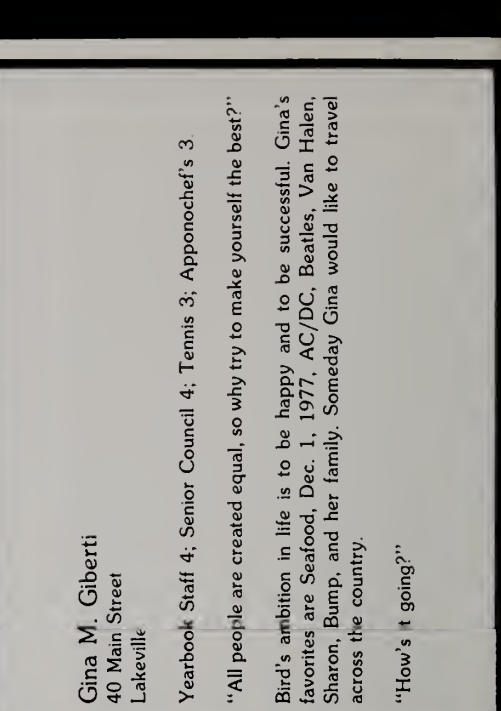 Gina M. Giberti
40 Main Street
Lakeville
Yearbook Staff 4; Senior Council 4; Tennis 3; Apponochef's 3.
“All people are created equal, so why try to make yourself the best?”
Bird's ambition in life is to be happy and to be successful. Gina's
favorites are Seafood, Dec. 1, 1977, AC/DC, Beatles, Van Halen,
Sharon, Bump, and her family. Someday Gina would like to travel
across the country.
“How's it going?”